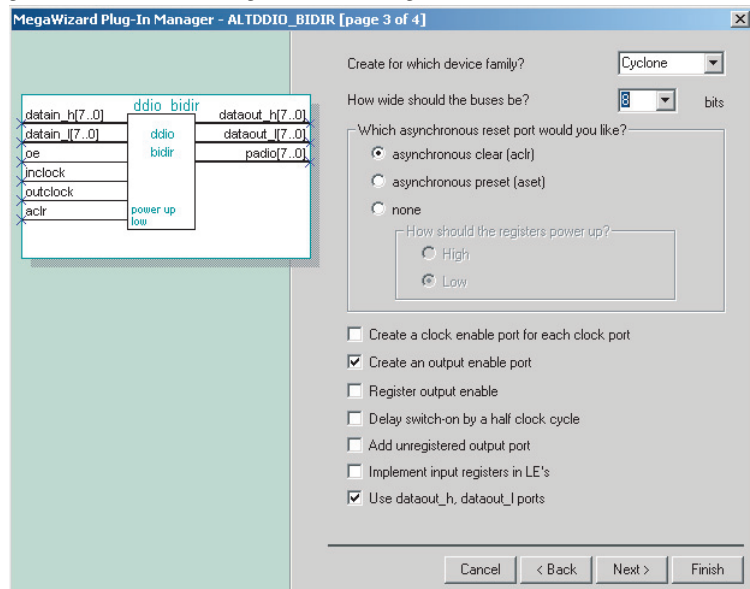 MegaWizard Plug-In Manager - ALTDDIO_BIDIR [page 3 of 4]
ddio bidir
datain_h[7..0]
dataout_h[7..0]
datain_l[7..0]
ddio
dataout_l[7..0]
oe
bidir
padio[7..0]
inclock
outclock
aclr
power up
low
Create for which device family?
Cyclone
How wide should the buses be?
8
bits
Which asynchronous reset port would you like?
asynchronous clear (aclr)
asynchronous preset (aset)
none
How should the registers power up?
High
Low
Create a clock enable port for each clock port
Create an output enable port
Register output enable
Delay switch-on by a half clock cycle
Add unregistered output port
Implement input registers in LE's
Use dataout_h, dataout_l ports
Cancel
< Back
Next >
Finish